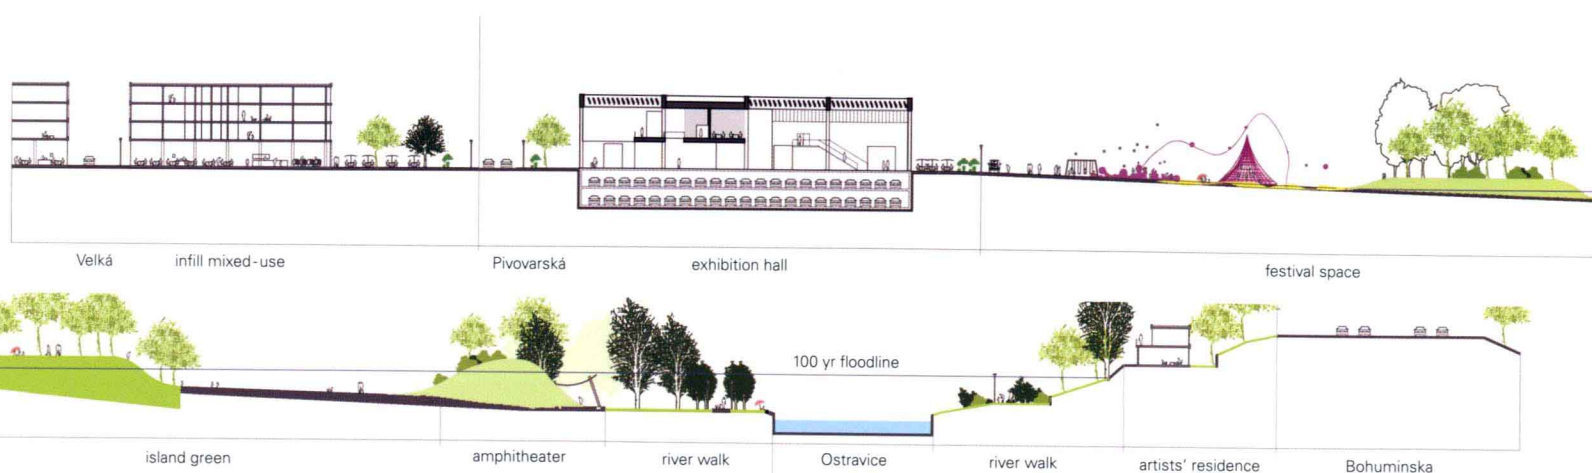 Velká
infill mixed-use
Pivovarská
exhibition hall
festival space
100 yr floodline
island green
amphitheater
river walk
Ostravice
river walk
artists' residence
Bohuminska